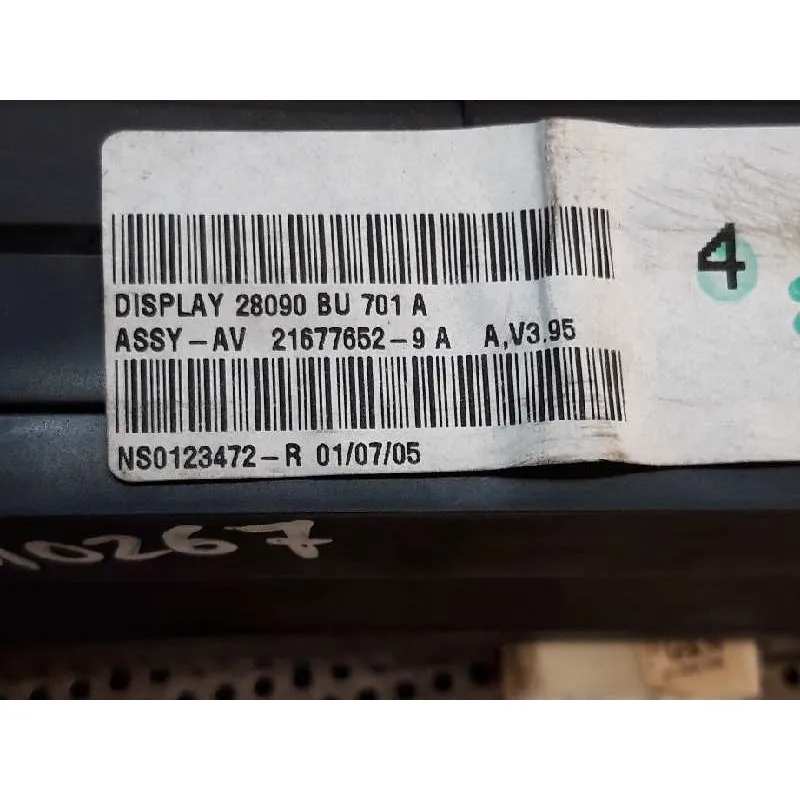 4
DISPLAY 28090 BU 701 A
ASSY-AV 21677652-9 A A,V3.95
NS0123472-R 01/07/05
10267